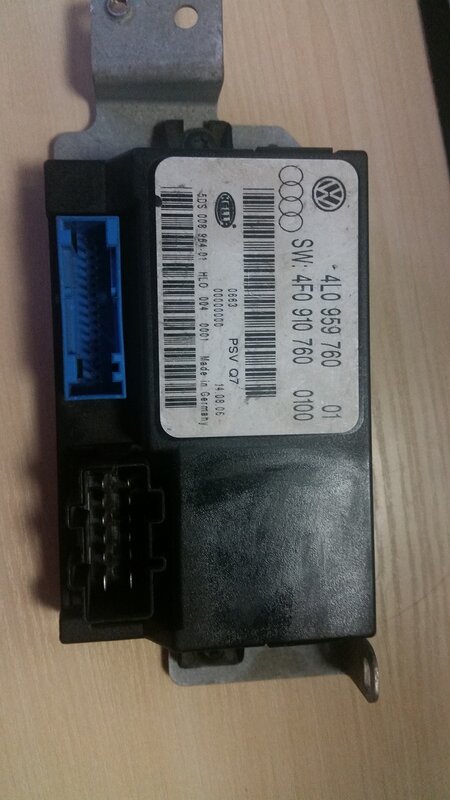 4L0 959 760 01
SW: 4F0 910 760 0100
0663 PSV Q7 14.08.06
00000000
HELLA
5DS 008 964-01 HLO 004 0001 Made in Germany